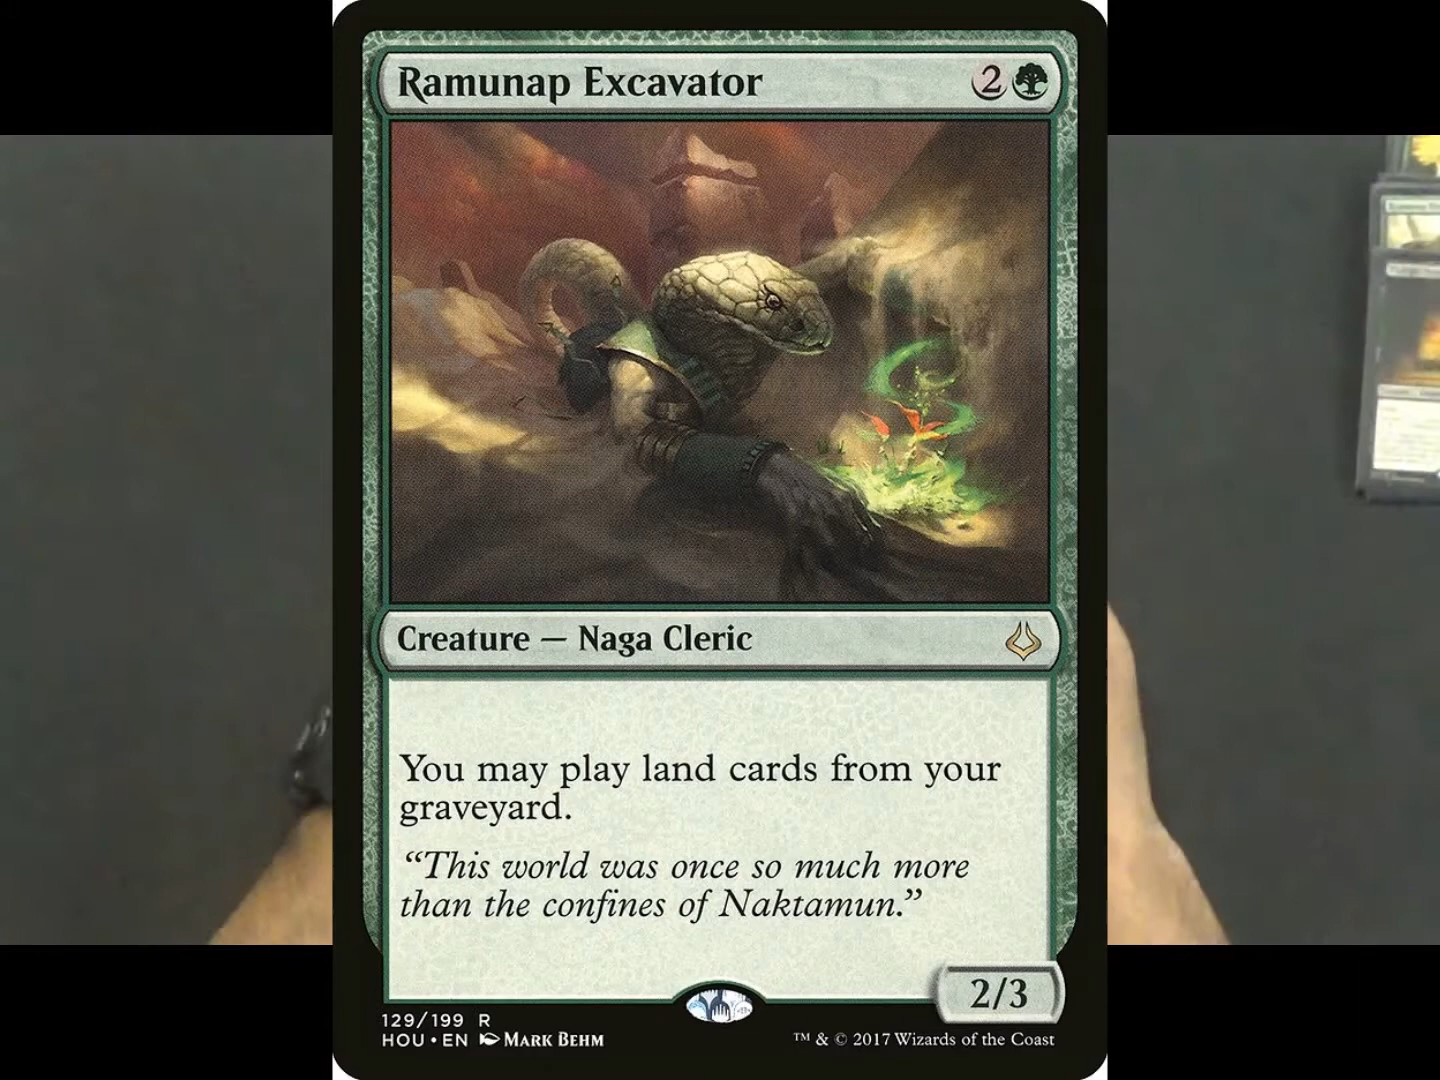 Ramunap Excavator 2
Creature — Naga Cleric
You may play land cards from your
graveyard.
“This world was once so much more
than the confines of Naktamun.”
2/3
129/199 R
HOU • EN MARK BEHM
™ & © 2017 Wizards of the Coast